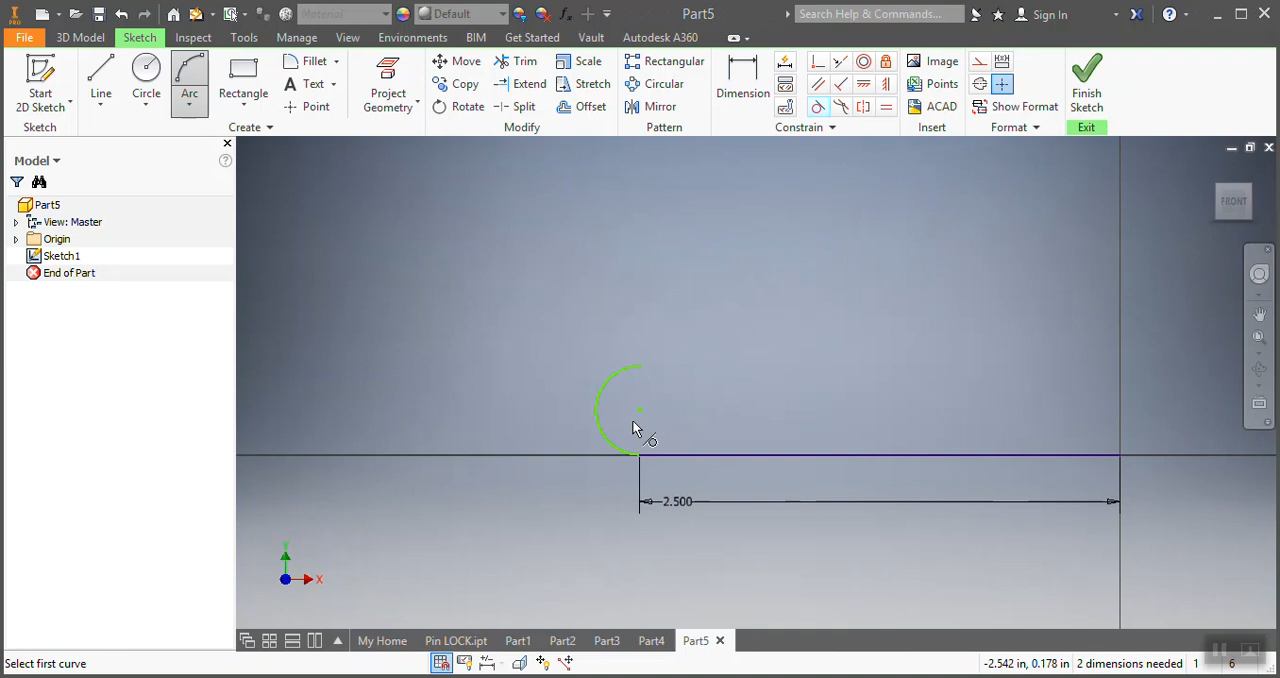 Material Default Part5 Search Help & Commands... Sign In
PRO
File 3D Model Sketch Inspect Tools Manage View Environments BIM Get Started Vault Autodesk A360
Start 2D Sketch Line Circle Arc Rectangle Fillet Text Point Project Geometry
Move Trim Scale
Copy Extend Stretch
Rotate Split Offset
Rectangular
Circular
Mirror
Dimension
Image
Points
ACAD
Show Format
Finish Sketch
Sketch Create Modify Pattern Constrain Insert Format Exit
Model
Part5
View: Master
Origin
Sketch1
End of Part
FRONT
2.500
Y
X
My Home Pin LOCK.ipt Part1 Part2 Part3 Part4 Part5
Select first curve -2.542 in, 0.178 in 2 dimensions needed 1 6